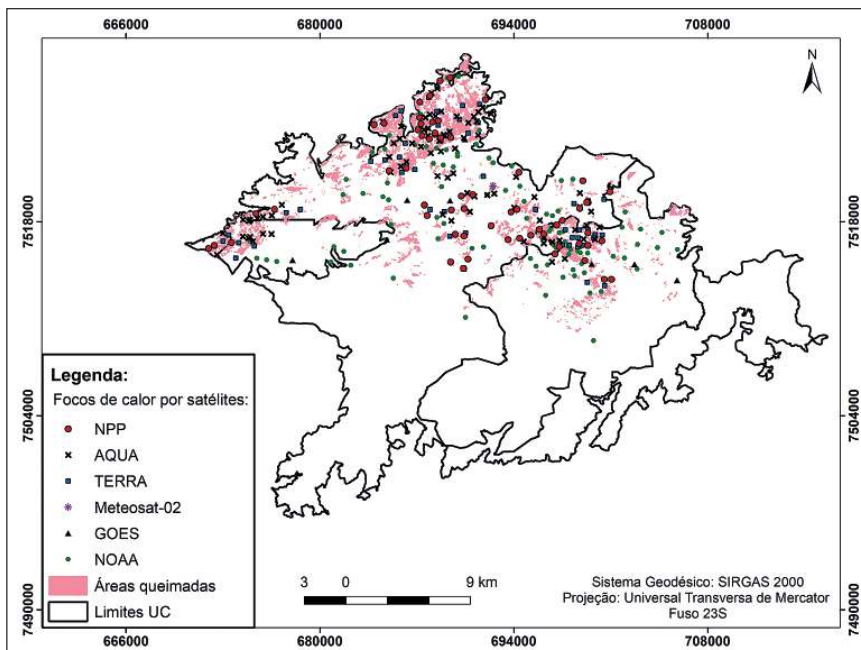 666000 680000 694000 708000
N
7518000 7518000
7504000 7504000
7490000 7490000
Legenda:
Focos de calor por satélites:
NPP
AQUA
TERRA
Meteosat-02
GOES
NOAA
Áreas queimadas
Limites UC
3 0 9 km
Sistema Geodésico: SIRGAS 2000
Projeção: Universal Transversa de Mercator
Fuso 23S
666000 680000 694000 708000